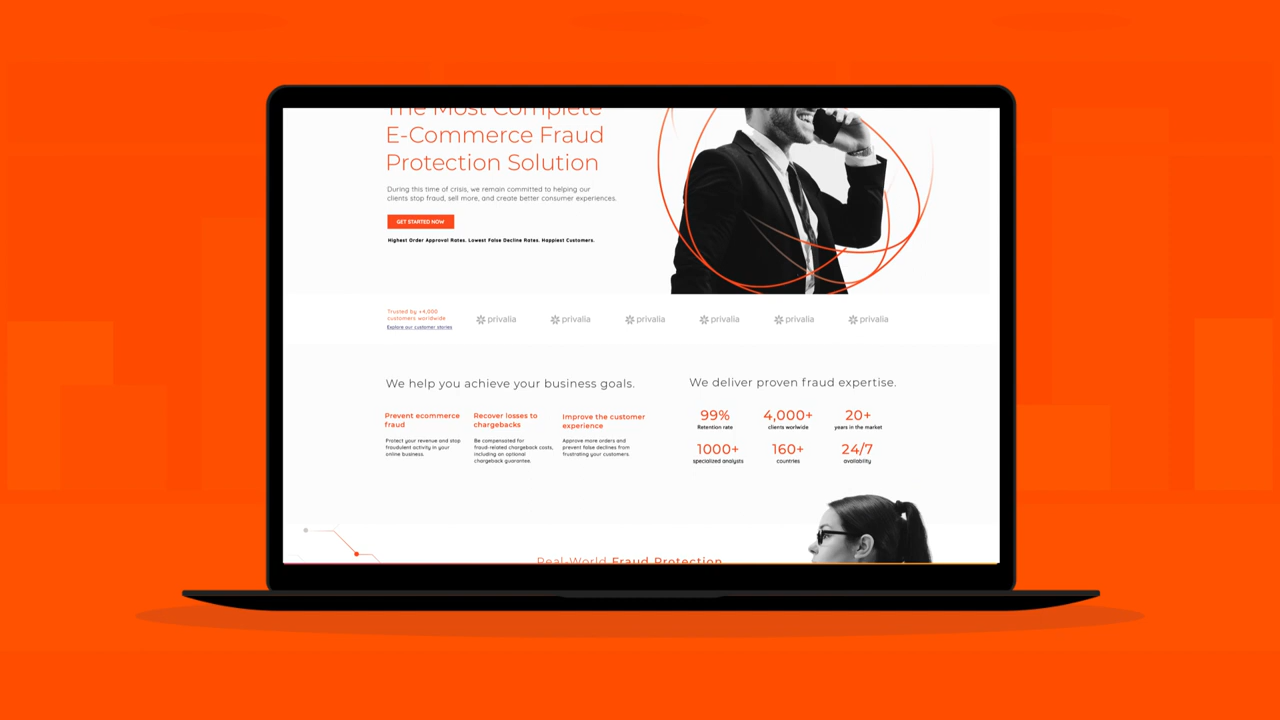 The Most Complete
E-Commerce Fraud
Protection Solution
During this time of crisis, we remain committed to helping our
clients stop fraud, sell more, and create better consumer experiences.
GET STARTED NOW
Highest Order Approval Rates. Lowest False Decline Rates. Happiest Customers.
Trusted by +4,000
customers worldwide
Explore our customer stories
privalia
privalia
privalia
privalia
privalia
privalia
We help you achieve your business goals.
Prevent ecommerce
fraud
Protect your revenue and stop
fraudulent activity in your
online business.
Recover losses to
chargebacks
Be compensated for
fraud-related chargeback costs,
including an optional
chargeback guarantee.
Improve the customer
experience
Approve more orders and
prevent false declines from
frustrating your customers.
We deliver proven fraud expertise.
99%
Retention rate
4,000+
clients worlwide
20+
years in the market
1000+
specialized analysts
160+
countries
24/7
availability
Real-World Fraud Protection